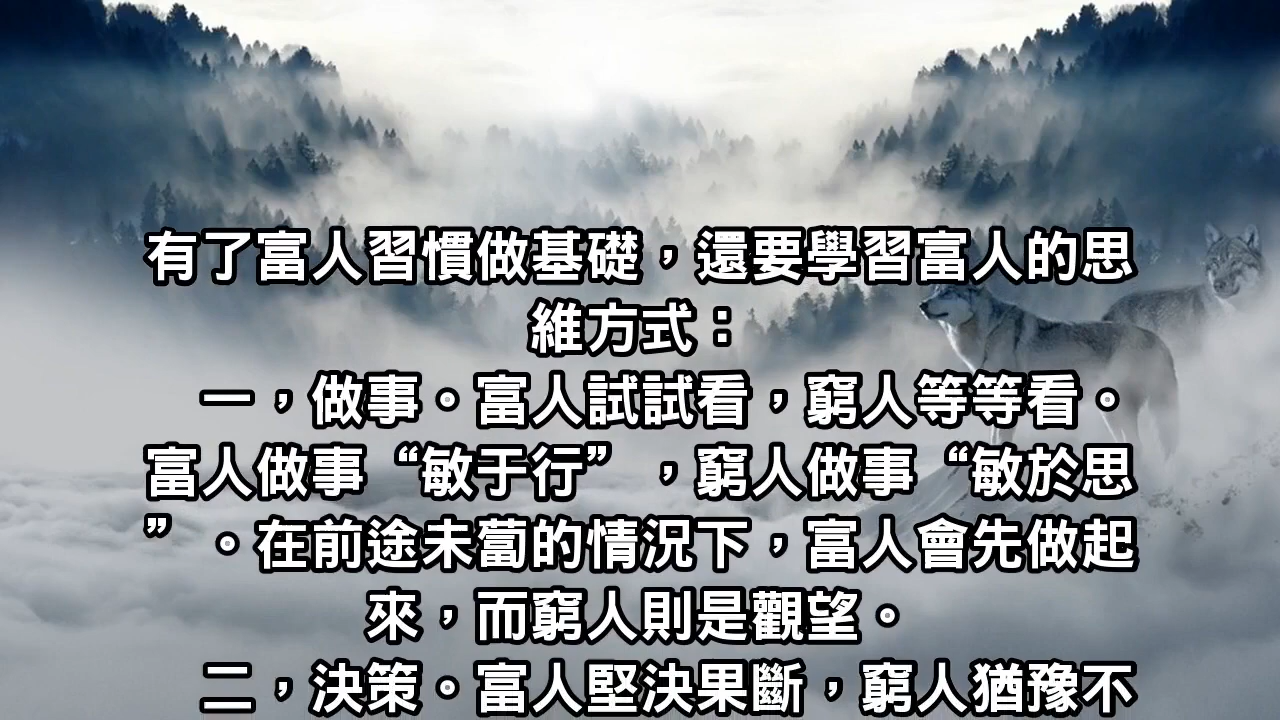 有了富人習慣做基礎，還要學習富人的思
維方式：
一，做事。富人試試看，窮人等等看。
富人做事“敏于行”，窮人做事“敏於思
”。在前途未蔔的情況下，富人會先做起
來，而窮人則是觀望。
二，決策。富人堅決果斷，窮人猶豫不